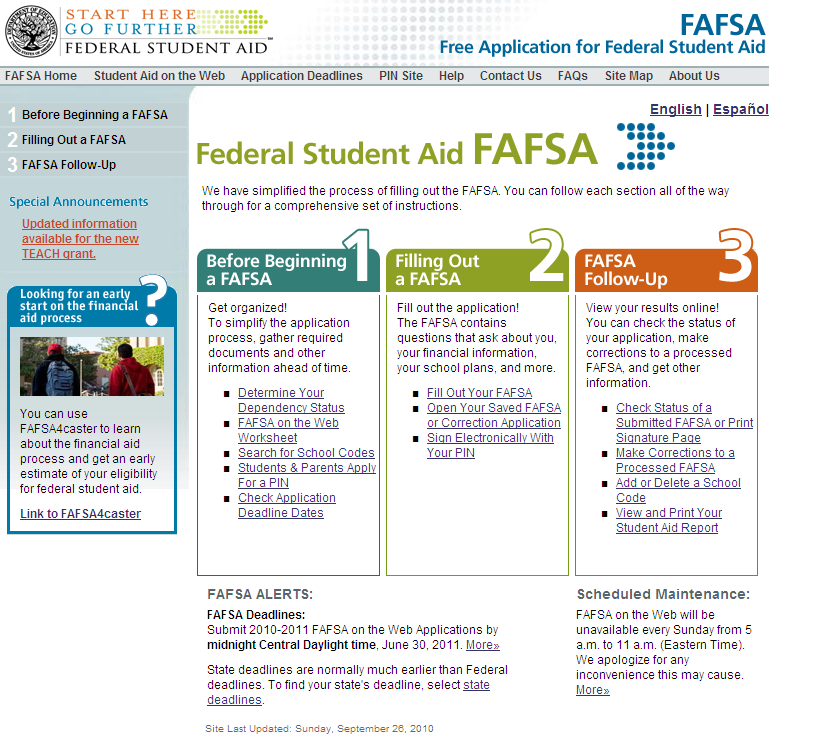 START HERE
GO FURTHER
FEDERAL STUDENT AID
FAFSA
Free Application for Federal Student Aid
FAFSA Home Student Aid on the Web Application Deadlines PIN Site Help Contact Us FAQs Site Map About Us
1 Before Beginning a FAFSA
2 Filling Out a FAFSA
3 FAFSA Follow-Up
Special Announcements
Updated information
available for the new
TEACH grant.
Looking for an early
start on the financial
aid process
?
You can use
FAFSA4caster to learn
about the financial aid
process and get an early
estimate of your eligibility
for federal student aid.
Link to FAFSA4caster
English | Español
Federal Student Aid FAFSA
We have simplified the process of filling out the FAFSA. You can follow each section all of the way
through for a comprehensive set of instructions.
Before Beginning
a FAFSA
1
Get organized!
To simplify the application
process, gather required
documents and other
information ahead of time.
Determine Your
Dependency Status
FAFSA on the Web
Worksheet
Search for School Codes
Students & Parents Apply
For a PIN
Check Application
Deadline Dates
Filling Out
a FAFSA
2
Fill out the application!
The FAFSA contains
questions that ask about you,
your financial information,
your school plans, and more.
Fill Out Your FAFSA
Open Your Saved FAFSA
or Correction Application
Sign Electronically With
Your PIN
FAFSA
Follow-Up
3
View your results online!
You can check the status of
your application, make
corrections to a processed
FAFSA, and get other
information.
Check Status of a
Submitted FAFSA or Print
Signature Page
Make Corrections to a
Processed FAFSA
Add or Delete a School
Code
View and Print Your
Student Aid Report
FAFSA ALERTS:
FAFSA Deadlines:
Submit 2010-2011 FAFSA on the Web Applications by
midnight Central Daylight time, June 30, 2011. More»
State deadlines are normally much earlier than Federal
deadlines. To find your state's deadline, select state
deadlines.
Scheduled Maintenance:
FAFSA on the Web will be
unavailable every Sunday from 5
a.m. to 11 a.m. (Eastern Time).
We apologize for any
inconvenience this may cause.
More»
Site Last Updated: Sunday, September 26, 2010